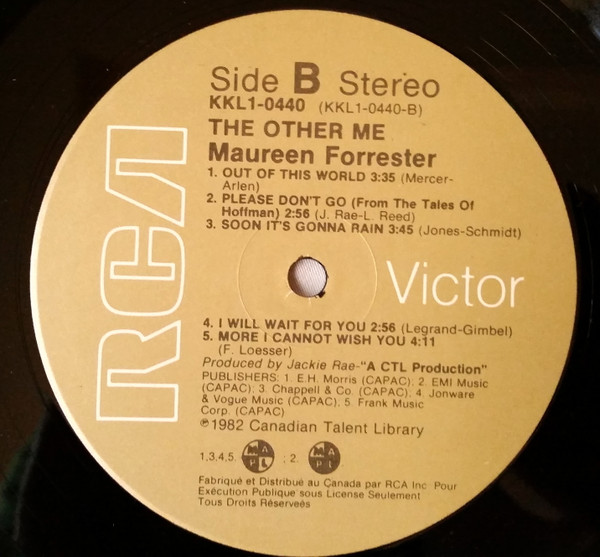 RCA
Side B Stereo
KKL1-0440 (KKL1-0440-B)
THE OTHER ME
Maureen Forrester
1. OUT OF THIS WORLD 3:35 (Mercer-
Arlen)
2. PLEASE DON'T GO (From The Tales Of
Hoffman) 2:56 (J. Rae-L. Reed)
3. SOON IT'S GONNA RAIN 3:45 (Jones-Schmidt)
Victor
4. I WILL WAIT FOR YOU 2:56 (Legrand-Gimbel)
5. MORE I CANNOT WISH YOU 4:11
(F. Loesser)
Produced by Jackie Rae-"A CTL Production"
PUBLISHERS: 1. E.H. Morris (CAPAC); 2. EMI Music
(CAPAC); 3. Chappell & Co. (CAPAC), 4. Jonware
& Vogue Music (CAPAC), 5. Frank Music
Corp. (CAPAC)
℗1982 Canadian Talent Library
1,3,4,5. M A P L ; 2. M A P L
Fabriqué et Distribué au Canada par RCA Inc. Pour
Exécution Publique sous License Seulement
Tous Droits Réservés